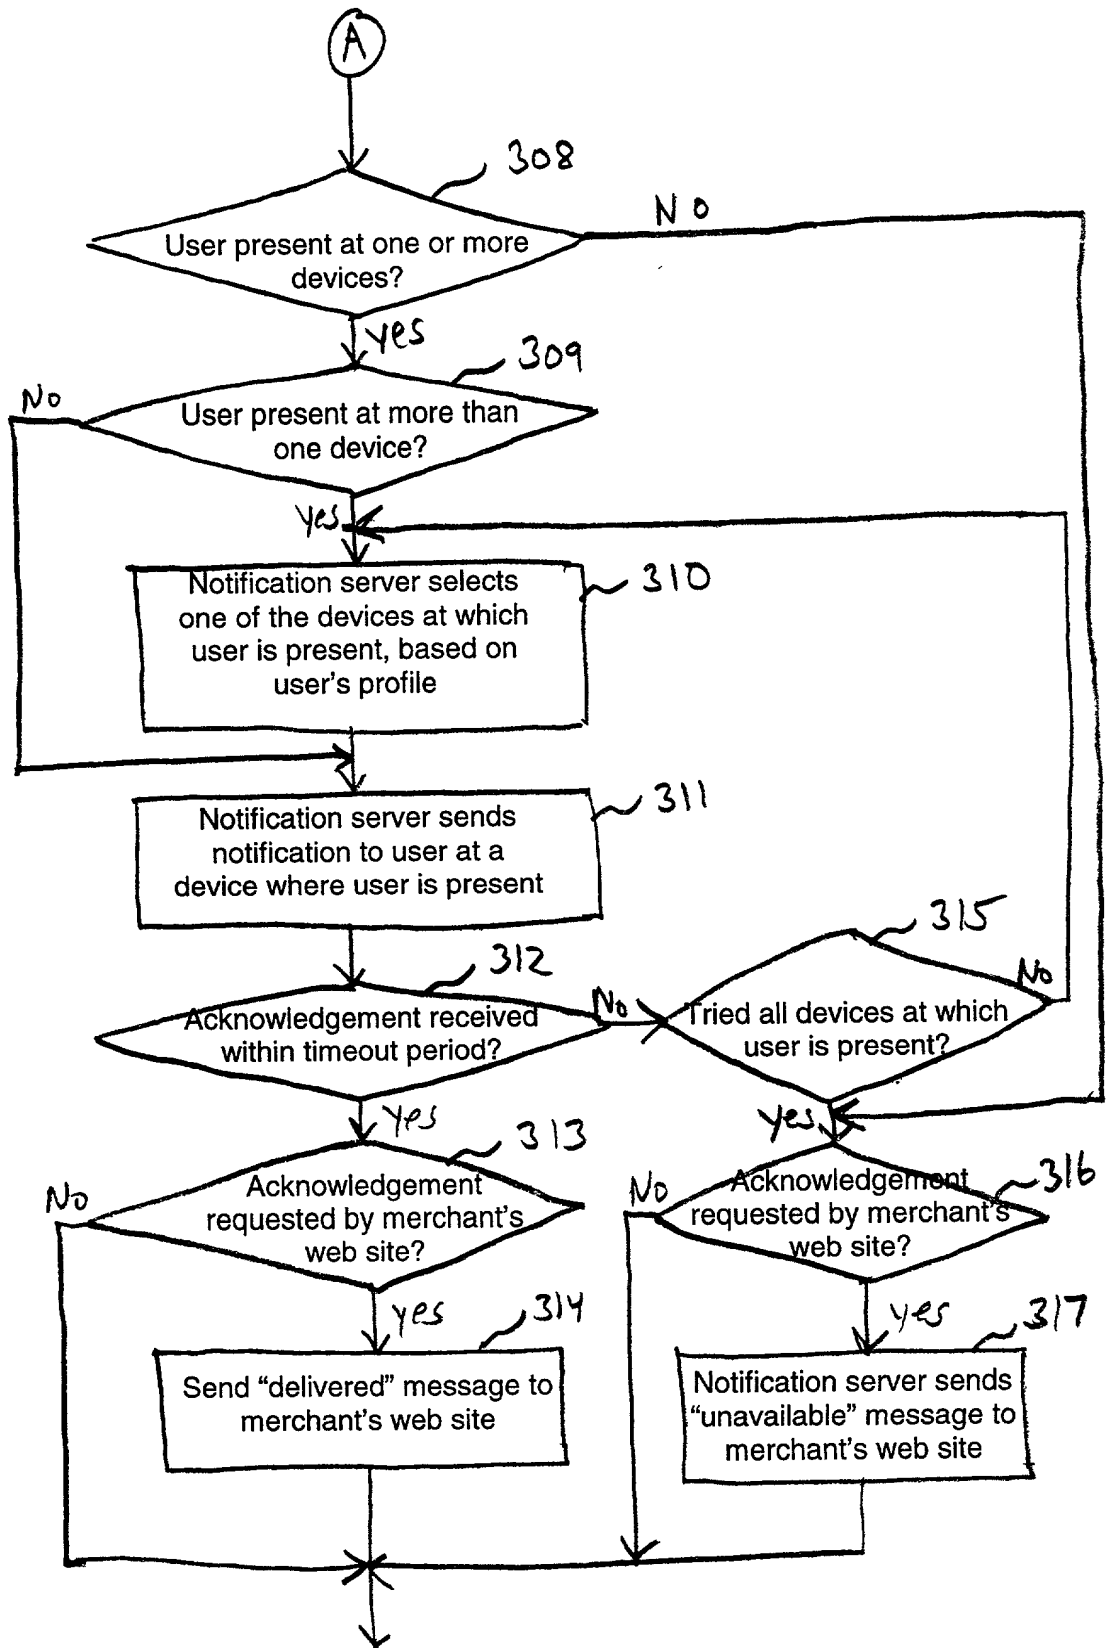 A
308
No
User present at one or more
devices?
yes
309
No
User present at more than
one device?
yes
310
Notification server selects
one of the devices at which
user is present, based on
user's profile
311
Notification server sends
notification to user at a
device where user is present
315
312
No
No
Acknowledgement received
within timeout period?
Tried all devices at which
user is present?
yes
yes
313
No
Acknowledgement
requested by merchant's
web site?
316
No
Acknowledgement
requested by merchant's
web site?
yes
314
yes
317
Send “delivered” message to
merchant's web site
Notification server sends
“unavailable” message to
merchant's web site